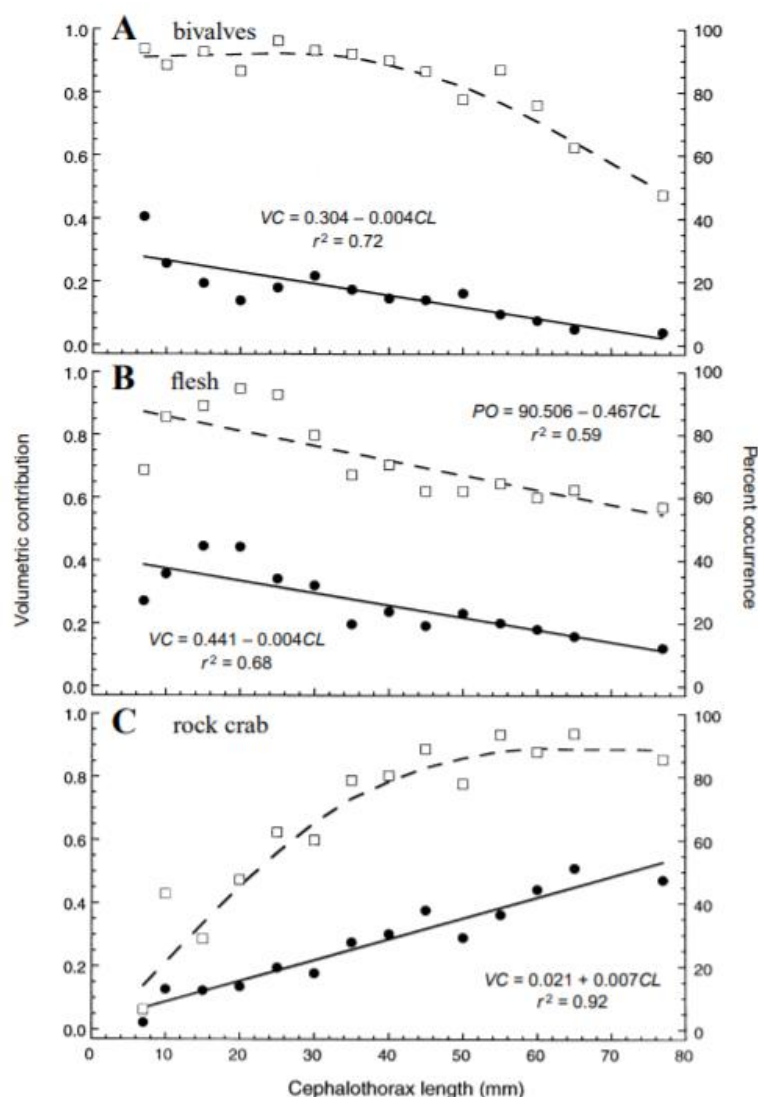 A bivalves
1.0
0.8
0.6
0.4
0.2
0.0
100
80
60
40
20
0
VC = 0.304 – 0.004CL
r² = 0.72
B flesh
1.0
0.8
0.6
0.4
0.2
0.0
100
80
60
40
20
0
PO = 90.506 – 0.467CL
r² = 0.59
VC = 0.441 – 0.004CL
r² = 0.68
Volumetric contribution
Percent occurrence
C rock crab
1.0
0.8
0.6
0.4
0.2
0.0
100
80
60
40
20
0
VC = 0.021 + 0.007CL
r² = 0.92
0 10 20 30 40 50 60 70 80
Cephalothorax length (mm)